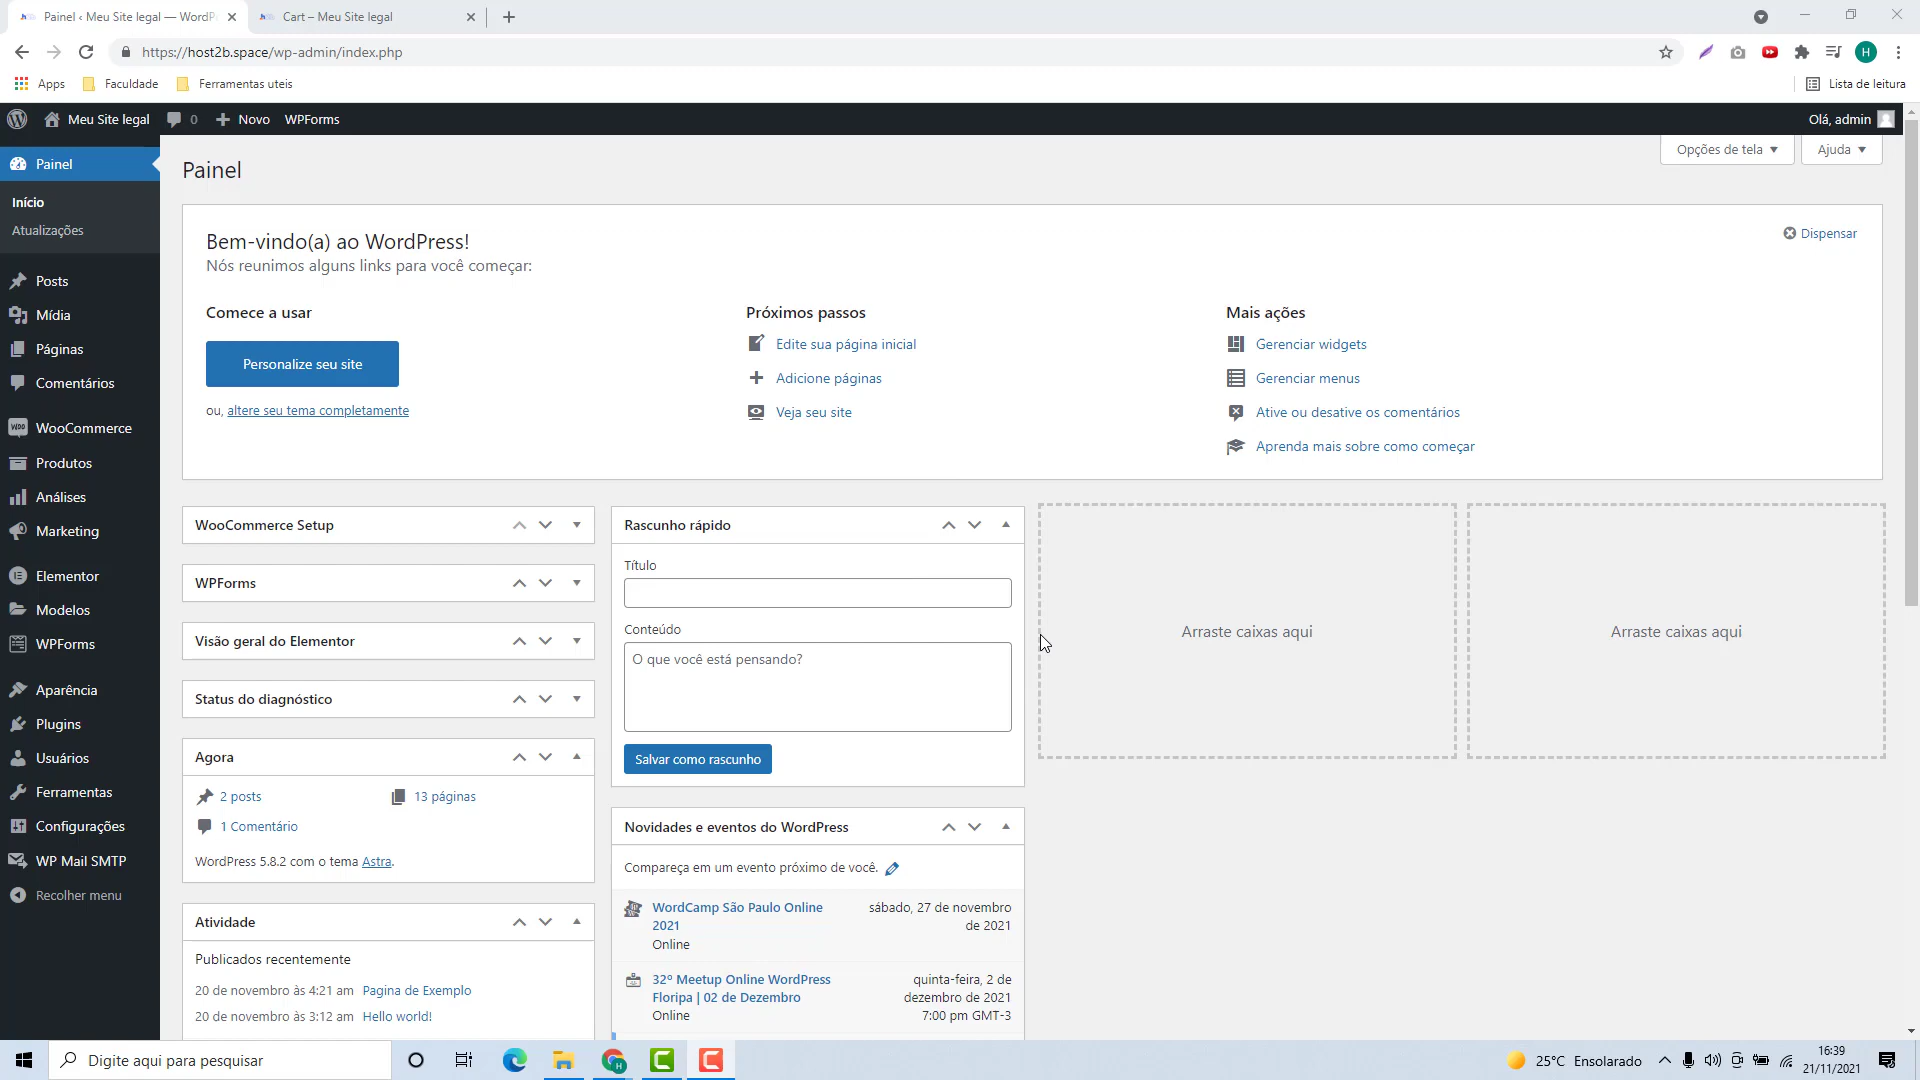 Painel ‹ Meu Site legal — WordP
Cart – Meu Site legal
https://host2b.space/wp-admin/index.php
H
Apps
Faculdade
Ferramentas uteis
Lista de leitura
Meu Site legal
0
Novo
WPForms
Olá, admin
Painel
Início
Atualizações
Posts
Mídia
Páginas
Comentários
WooCommerce
Produtos
Análises
Marketing
Elementor
Modelos
WPForms
Aparência
Plugins
Usuários
Ferramentas
Configurações
WP Mail SMTP
Recolher menu
Opções de tela
Ajuda
Painel
Bem-vindo(a) ao WordPress!
Nós reunimos alguns links para você começar:
Dispensar
Comece a usar
Personalize seu site
ou, altere seu tema completamente
Próximos passos
Edite sua página inicial
Adicione páginas
Veja seu site
Mais ações
Gerenciar widgets
Gerenciar menus
Ative ou desative os comentários
Aprenda mais sobre como começar
WooCommerce Setup
WPForms
Visão geral do Elementor
Status do diagnóstico
Agora
2 posts
13 páginas
1 Comentário
WordPress 5.8.2 com o tema Astra.
Atividade
Publicados recentemente
20 de novembro às 4:21 am Pagina de Exemplo
20 de novembro às 3:12 am Hello world!
Rascunho rápido
Título
Conteúdo
O que você está pensando?
Salvar como rascunho
Novidades e eventos do WordPress
Compareça em um evento próximo de você.
WordCamp São Paulo Online
2021
Online
sábado, 27 de novembro
de 2021
32º Meetup Online WordPress
Floripa | 02 de Dezembro
Online
quinta-feira, 2 de
dezembro de 2021
7:00 pm GMT-3
Arraste caixas aqui
Arraste caixas aqui
Digite aqui para pesquisar
25°C Ensolarado
16:39
21/11/2021